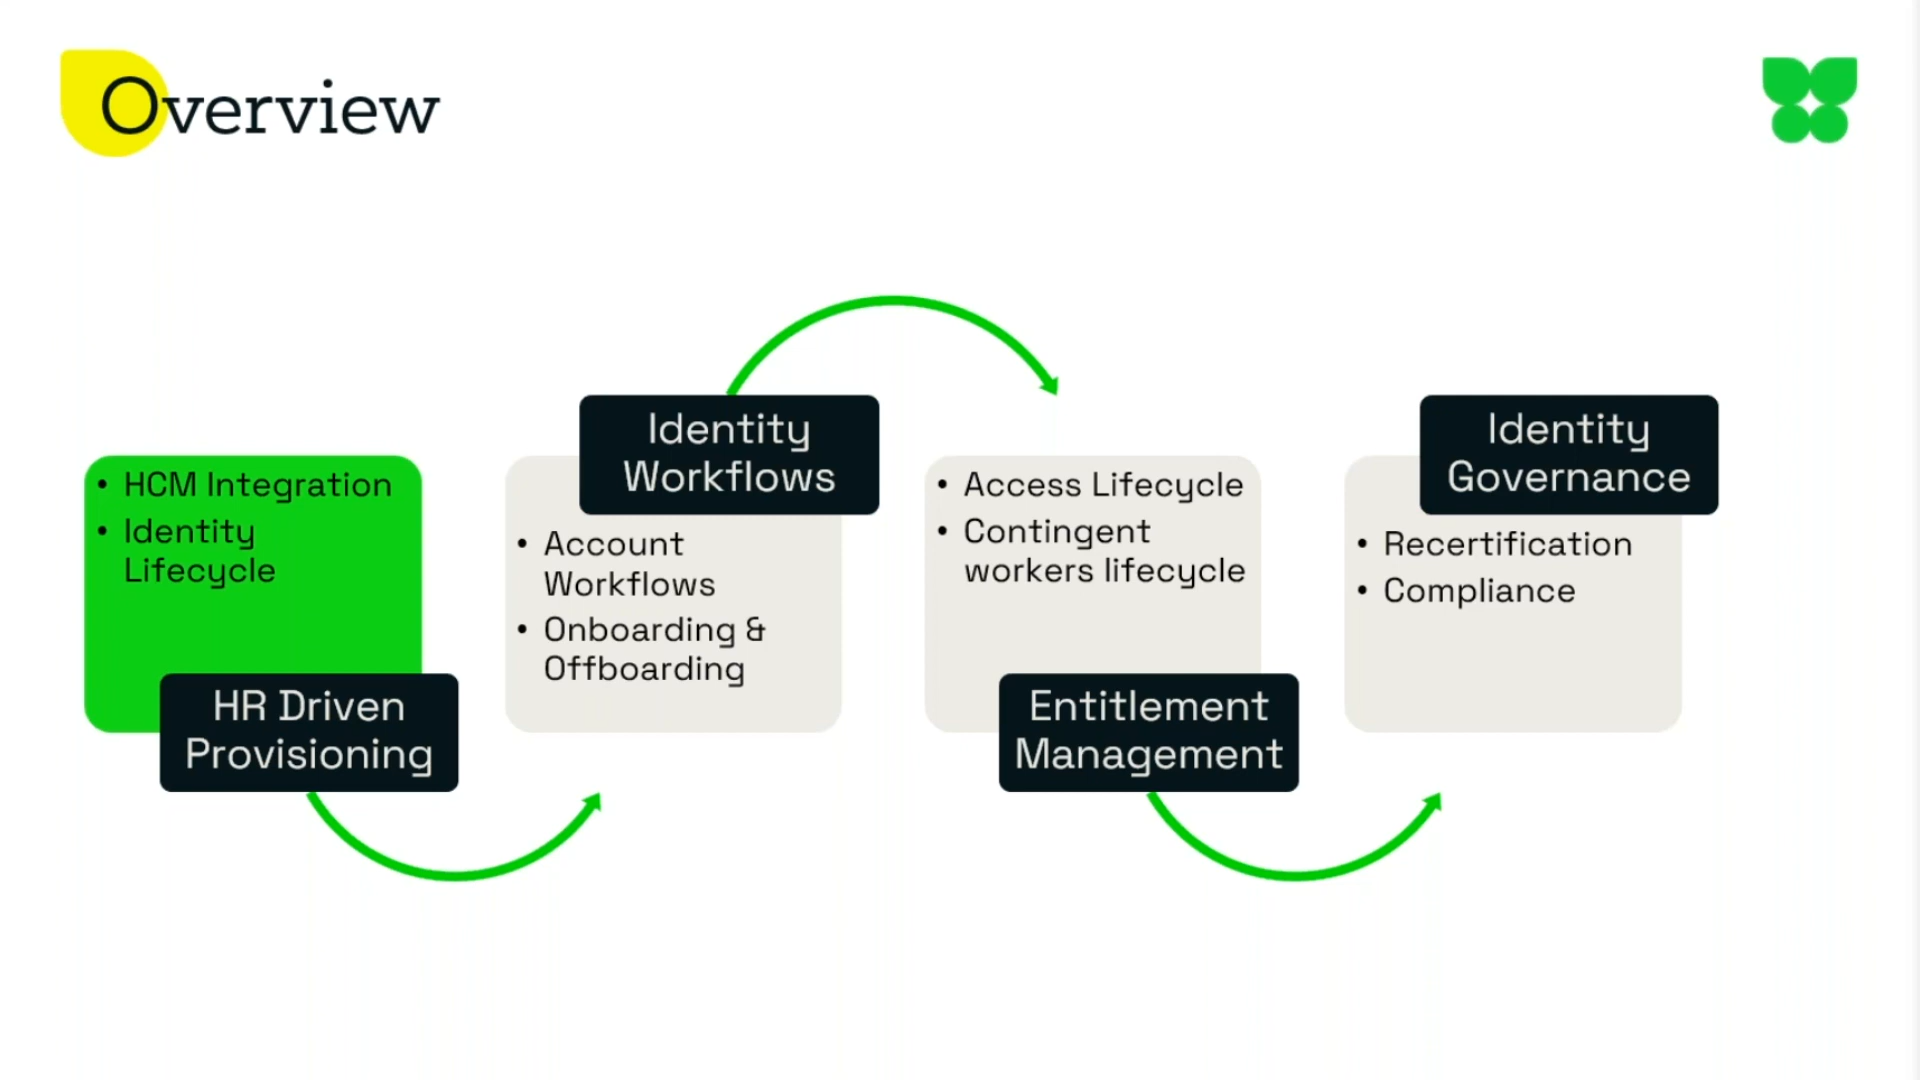 Overview
• HCM Integration
• Identity
Lifecycle
HR Driven
Provisioning
Identity
Workflows
• Account
Workflows
• Onboarding &
Offboarding
• Access Lifecycle
• Contingent
workers lifecycle
Entitlement
Management
Identity
Governance
• Recertification
• Compliance